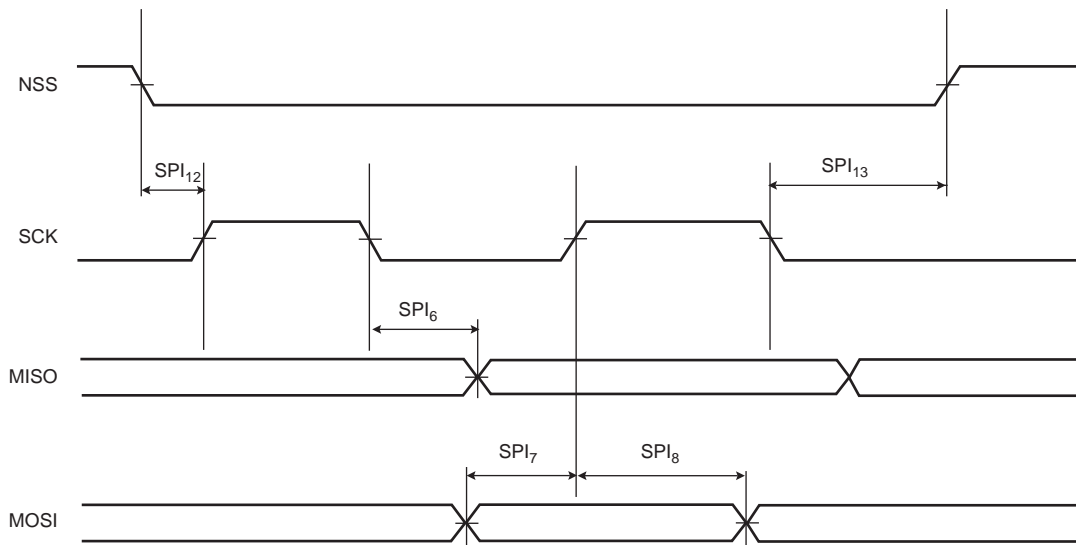 NSS
SPI₁₂
SPI₁₃
SCK
SPI₆
MISO
SPI₇
SPI₈
MOSI